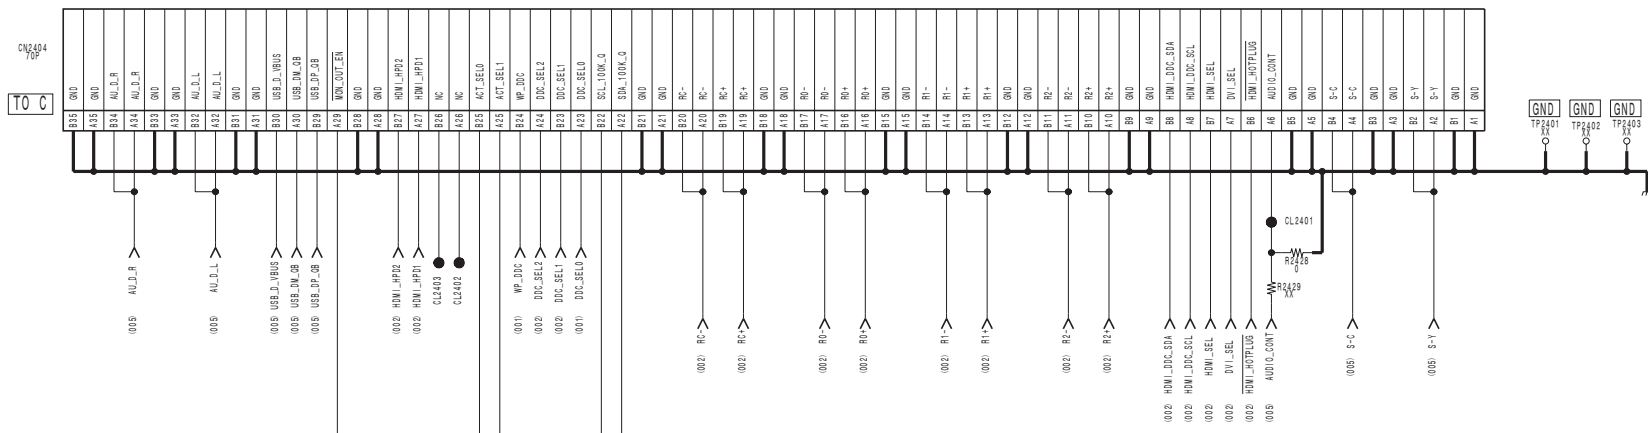 CN2404
70P
TO C
GND GND AU_D_R AU_D_R GND GND AU_D_L AU_D_L GND GND USB_D_VBUS USB_DM_QB USB_DP_QB MON_OUT_EN GND GND HDMI_HPD2 HDMI_HPD1 NC NC ACT_SEL0 ACT_SEL1 WP_DDC DDC_SEL2 DDC_SEL1 DDC_SEL0 SCL_100K_Q SDA_100K_Q GND GND RC- RC- RC+ RC+ GND GND R0- R0- R0+ R0+ GND GND R1- R1- R1+ R1+ GND GND R2- R2- R2+ R2+ GND GND HDMI_DDC_SDA HDMI_DDC_SCL HDMI_SEL DVI_SEL HDMI_HOTPLUG AUDIO_CONT GND GND S-C S-C GND GND S-Y S-Y GND GND
B35 A35 B34 A34 B33 A33 B32 A32 B31 A31 B30 A30 B29 A29 B28 A28 B27 A27 B26 A26 B25 A25 B24 A24 B23 A23 B22 A22 B21 A21 B20 A20 B19 A19 B18 A18 B17 A17 B16 A16 B15 A15 B14 A14 B13 A13 B12 A12 B11 A11 B10 A10 B9 A9 B8 A8 B7 A7 B6 A6 B5 A5 B4 A4 B3 A3 B2 A2 B1 A1
GND GND GND
TP2401 TP2402 TP2403
XX XX XX
CL2401
R2428
0
R2429
XX
(005) AU_D_R
(005) AU_D_L
(005) USB_D_VBUS
(005) USB_DM_QB
(005) USB_DP_QB
(002) HDMI_HPD2
(002) HDMI_HPD1
CL2403
CL2402
(001) WP_DDC
(002) DDC_SEL2
(002) DDC_SEL1
(001) DDC_SEL0
(002) RC-
(002) RC+
(002) R0-
(002) R0+
(002) R1-
(002) R1+
(002) R2-
(002) R2+
(002) HDMI_DDC_SDA
(002) HDMI_DDC_SCL
(002) HDMI_SEL
(002) DVI_SEL
(002) HDMI_HOTPLUG
(005) AUDIO_CONT
(005) S-C
(005) S-Y